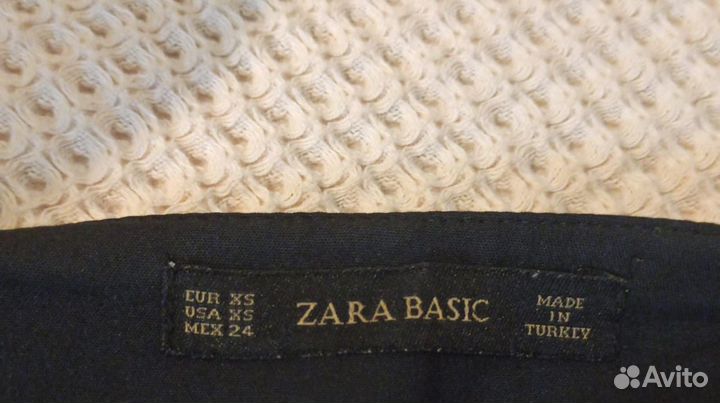 EUR XS
USA XS
MEX 24
ZARA BASIC
MADE
IN
TURKEY
Avito